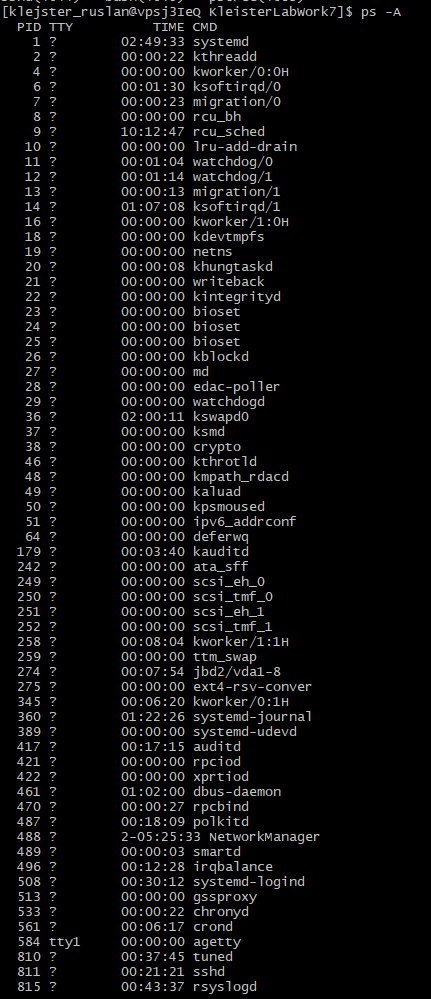 [klejster_ruslan@vpsj3IeQ KleisterLabWork7]$ ps -A
  PID TTY          TIME CMD
    1 ?        02:49:33 systemd
    2 ?        00:00:22 kthreadd
    4 ?        00:00:00 kworker/0:0H
    6 ?        00:01:30 ksoftirqd/0
    7 ?        00:00:23 migration/0
    8 ?        00:00:00 rcu_bh
    9 ?        10:12:47 rcu_sched
   10 ?        00:00:00 lru-add-drain
   11 ?        00:01:04 watchdog/0
   12 ?        00:01:14 watchdog/1
   13 ?        00:00:13 migration/1
   14 ?        01:07:08 ksoftirqd/1
   16 ?        00:00:00 kworker/1:0H
   18 ?        00:00:00 kdevtmpfs
   19 ?        00:00:00 netns
   20 ?        00:00:08 khungtaskd
   21 ?        00:00:00 writeback
   22 ?        00:00:00 kintegrityd
   23 ?        00:00:00 bioset
   24 ?        00:00:00 bioset
   25 ?        00:00:00 bioset
   26 ?        00:00:00 kblockd
   27 ?        00:00:00 md
   28 ?        00:00:00 edac-poller
   29 ?        00:00:00 watchdogd
   36 ?        02:00:11 kswapd0
   37 ?        00:00:00 ksmd
   38 ?        00:00:00 crypto
   46 ?        00:00:00 kthrotld
   48 ?        00:00:00 kmpath_rdacd
   49 ?        00:00:00 kaluad
   50 ?        00:00:00 kpsmoused
   51 ?        00:00:00 ipv6_addrconf
   64 ?        00:00:00 deferwq
  179 ?        00:03:40 kauditd
  242 ?        00:00:00 ata_sff
  249 ?        00:00:00 scsi_eh_0
  250 ?        00:00:00 scsi_tmf_0
  251 ?        00:00:00 scsi_eh_1
  252 ?        00:00:00 scsi_tmf_1
  258 ?        00:08:04 kworker/1:1H
  259 ?        00:00:00 ttm_swap
  274 ?        00:07:54 jbd2/vda1-8
  275 ?        00:00:00 ext4-rsv-conver
  345 ?        00:06:20 kworker/0:1H
  360 ?        01:22:26 systemd-journal
  389 ?        00:00:00 systemd-udevd
  417 ?        00:17:15 auditd
  421 ?        00:00:00 rpciod
  422 ?        00:00:00 xprtiod
  461 ?        01:02:00 dbus-daemon
  470 ?        00:00:27 rpcbind
  487 ?        00:18:09 polkitd
  488 ?        2-05:25:33 NetworkManager
  489 ?        00:00:03 smartd
  496 ?        00:12:28 irqbalance
  508 ?        00:30:12 systemd-logind
  513 ?        00:00:00 gssproxy
  533 ?        00:00:22 chronyd
  561 ?        00:06:17 crond
  584 tty1     00:00:00 agetty
  810 ?        00:37:45 tuned
  811 ?        00:21:21 sshd
  815 ?        00:43:37 rsyslogd